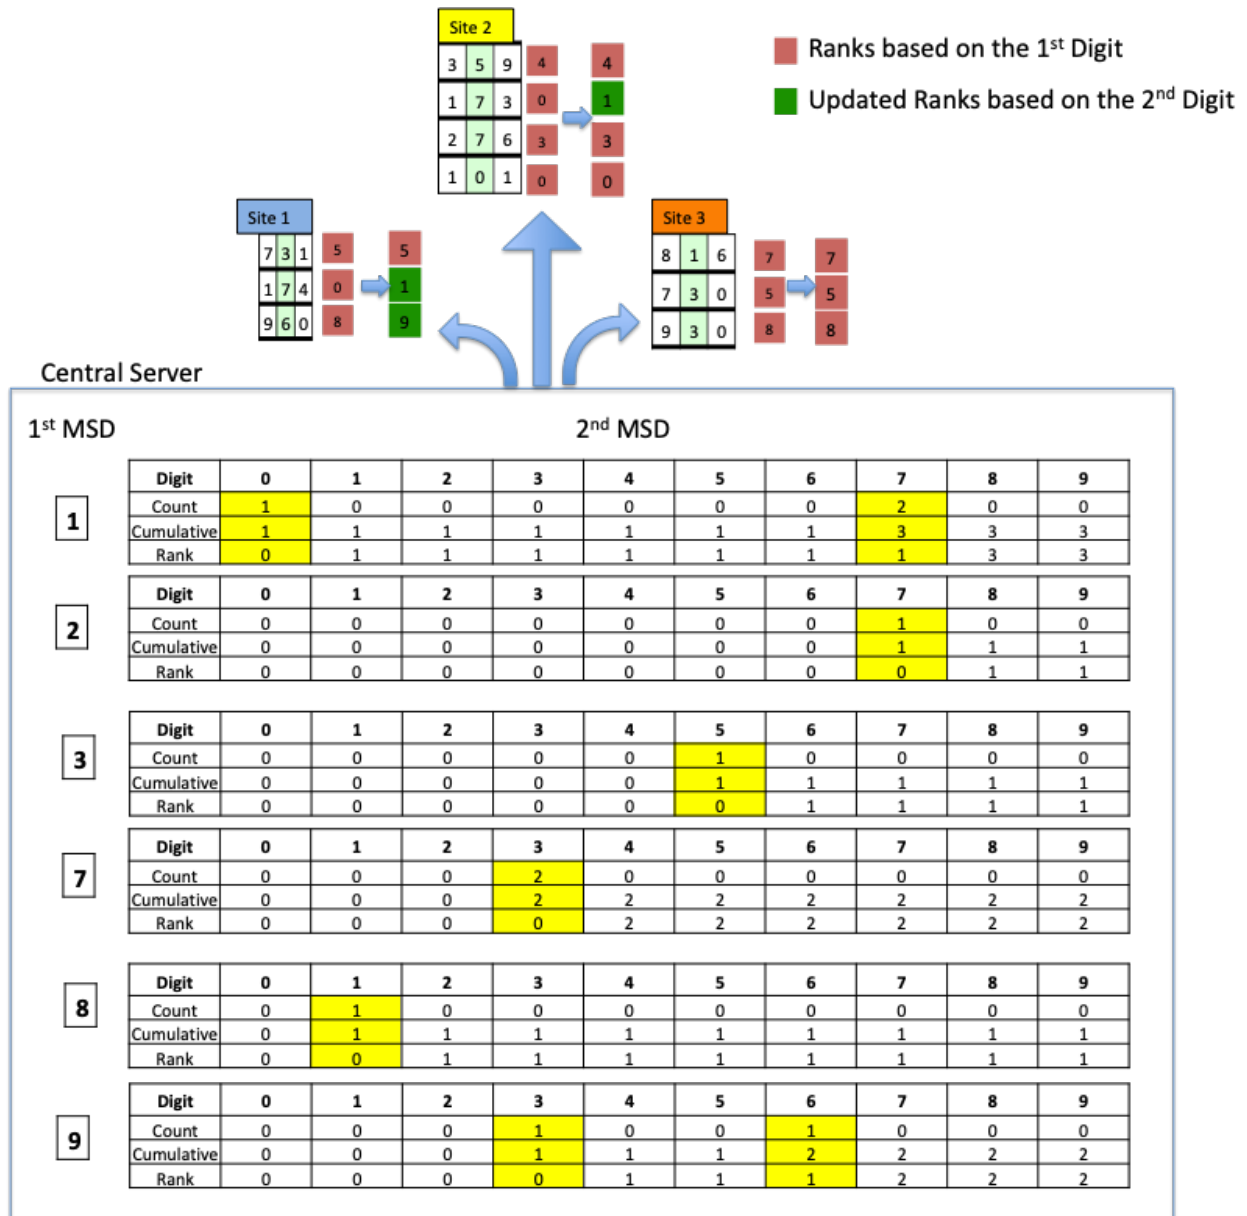 Site 2
3 5 9 4 4
1 7 3 0 1
2 7 6 3 3
1 0 1 0 0
Ranks based on the 1st Digit
Updated Ranks based on the 2nd Digit
Site 1
7 3 1 5 5
1 7 4 0 1
9 6 0 8 9
Site 3
8 1 6 7 7
7 3 0 5 5
9 3 0 8 8
Central Server
1st MSD 2nd MSD
1
Digit 0 1 2 3 4 5 6 7 8 9
Count 1 0 0 0 0 0 0 2 0 0
Cumulative 1 1 1 1 1 1 1 3 3 3
Rank 0 1 1 1 1 1 1 1 3 3
2
Digit 0 1 2 3 4 5 6 7 8 9
Count 0 0 0 0 0 0 0 1 0 0
Cumulative 0 0 0 0 0 0 0 1 1 1
Rank 0 0 0 0 0 0 0 0 1 1
3
Digit 0 1 2 3 4 5 6 7 8 9
Count 0 0 0 0 0 1 0 0 0 0
Cumulative 0 0 0 0 0 1 1 1 1 1
Rank 0 0 0 0 0 0 1 1 1 1
7
Digit 0 1 2 3 4 5 6 7 8 9
Count 0 0 0 2 0 0 0 0 0 0
Cumulative 0 0 0 2 2 2 2 2 2 2
Rank 0 0 0 0 2 2 2 2 2 2
8
Digit 0 1 2 3 4 5 6 7 8 9
Count 0 1 0 0 0 0 0 0 0 0
Cumulative 0 1 1 1 1 1 1 1 1 1
Rank 0 0 1 1 1 1 1 1 1 1
9
Digit 0 1 2 3 4 5 6 7 8 9
Count 0 0 0 1 0 0 1 0 0 0
Cumulative 0 0 0 1 1 1 2 2 2 2
Rank 0 0 0 0 1 1 1 2 2 2